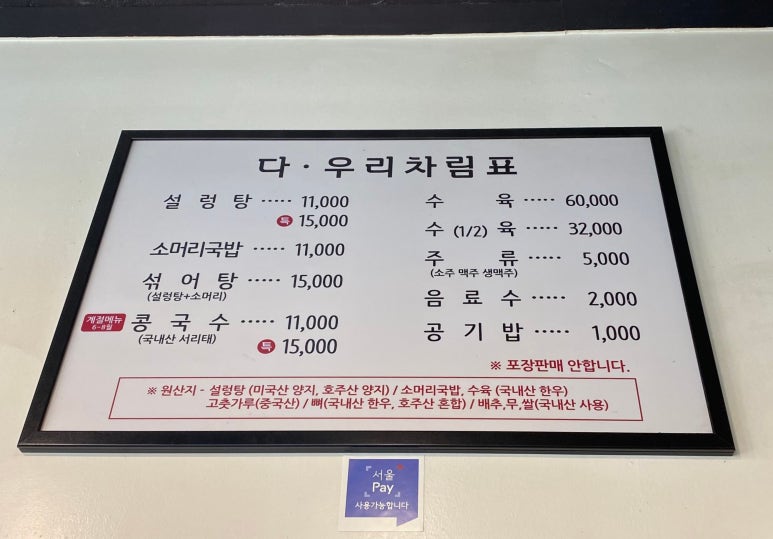 다·우리차림표
설렁탕 ····· 11,000
특 15,000
소머리국밥 ····· 11,000
섞어탕 ····· 15,000
(설렁탕+소머리)
계절메뉴
6-8월
콩국수 ····· 11,000
(국내산 서리태)
특 15,000
수육 ····· 60,000
수(1/2)육 ····· 32,000
주류 ····· 5,000
(소주 맥주 생맥주)
음료수 ····· 2,000
공기밥 ····· 1,000
※ 포장판매 안합니다.
※ 원산지 - 설렁탕 (미국산 양지, 호주산 양지) / 소머리국밥, 수육 (국내산 한우)
고춧가루(중국산) / 뼈(국내산 한우, 호주산 혼합) / 배추,무,쌀(국내산 사용)
서울
Pay
사용가능합니다